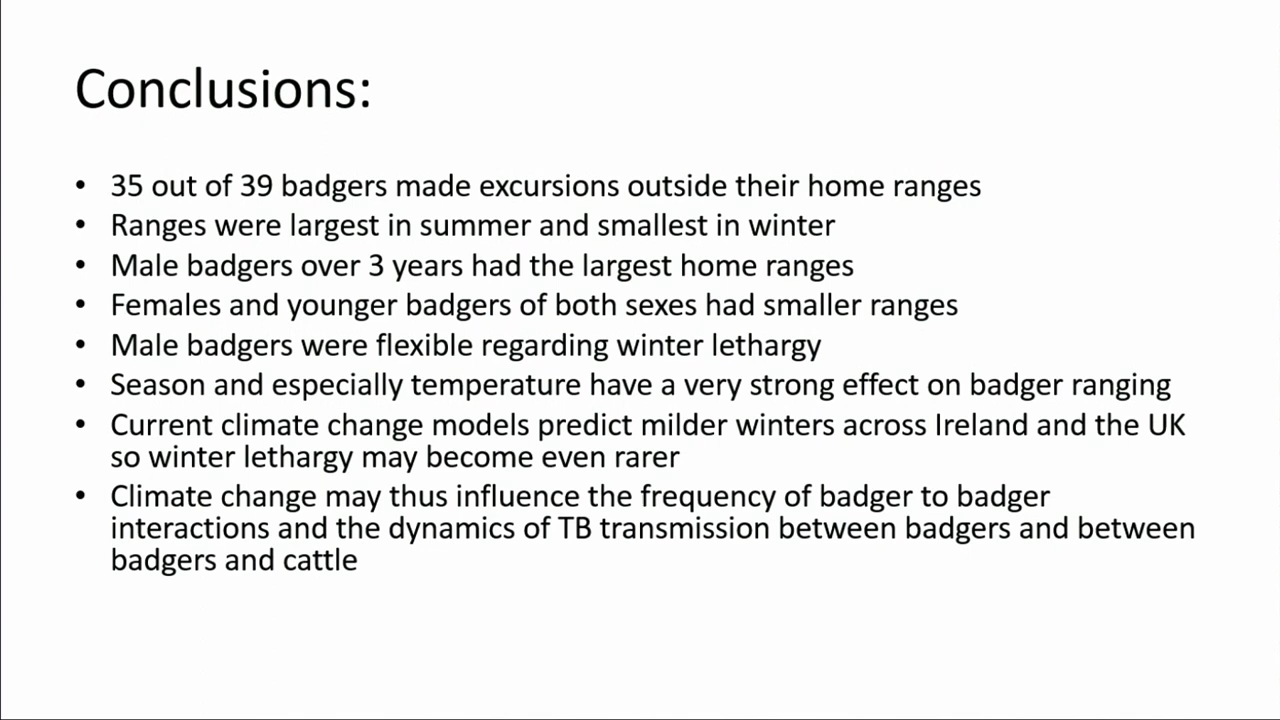 Conclusions:
• 35 out of 39 badgers made excursions outside their home ranges
• Ranges were largest in summer and smallest in winter
• Male badgers over 3 years had the largest home ranges
• Females and younger badgers of both sexes had smaller ranges
• Male badgers were flexible regarding winter lethargy
• Season and especially temperature have a very strong effect on badger ranging
• Current climate change models predict milder winters across Ireland and the UK
so winter lethargy may become even rarer
• Climate change may thus influence the frequency of badger to badger
interactions and the dynamics of TB transmission between badgers and between
badgers and cattle